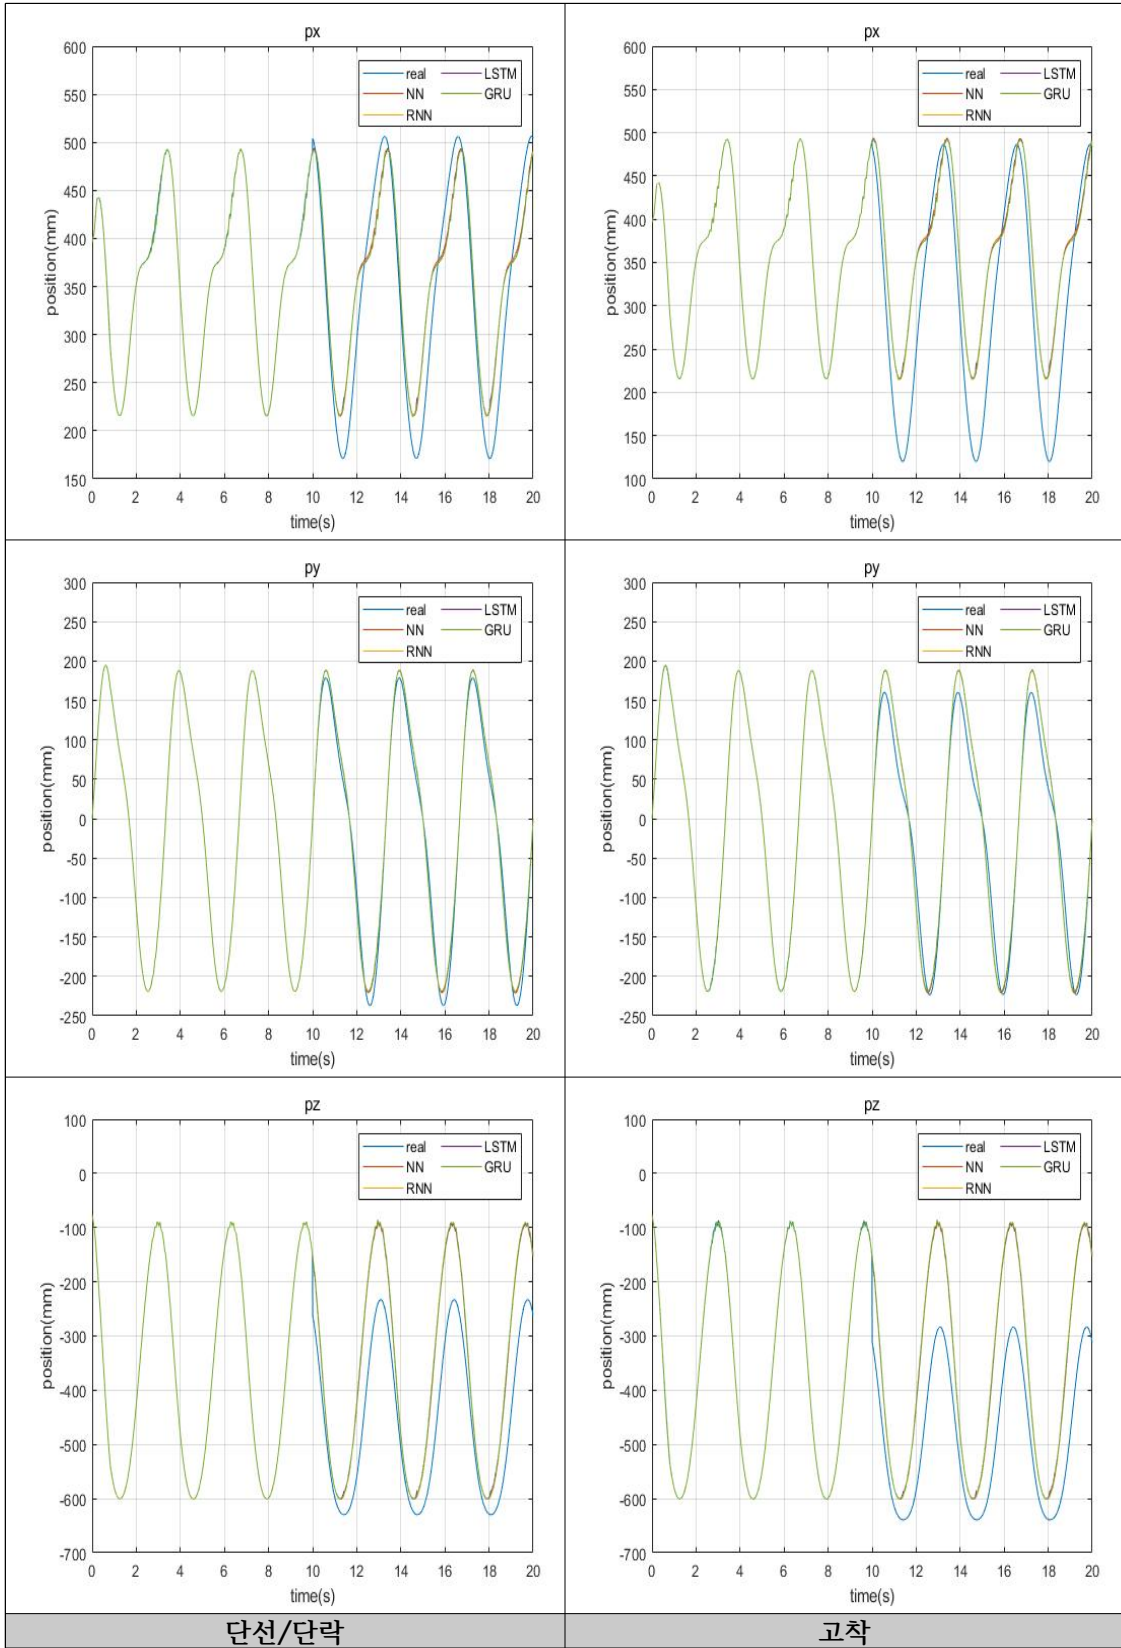 px
600
550
500
450
400
350
300
250
200
150
position(mm)
real LSTM
NN GRU
RNN
0 2 4 6 8 10 12 14 16 18 20
time(s)
px
600
550
500
450
400
350
300
250
200
150
100
position(mm)
real LSTM
NN GRU
RNN
0 2 4 6 8 10 12 14 16 18 20
time(s)
py
300
250
200
150
100
50
0
-50
-100
-150
-200
-250
position(mm)
real LSTM
NN GRU
RNN
0 2 4 6 8 10 12 14 16 18 20
time(s)
py
300
250
200
150
100
50
0
-50
-100
-150
-200
-250
position(mm)
real LSTM
NN GRU
RNN
0 2 4 6 8 10 12 14 16 18 20
time(s)
pz
100
0
-100
-200
-300
-400
-500
-600
-700
position(mm)
real LSTM
NN GRU
RNN
0 2 4 6 8 10 12 14 16 18 20
time(s)
pz
100
0
-100
-200
-300
-400
-500
-600
-700
position(mm)
real LSTM
NN GRU
RNN
0 2 4 6 8 10 12 14 16 18 20
time(s)
단선/단락
고착